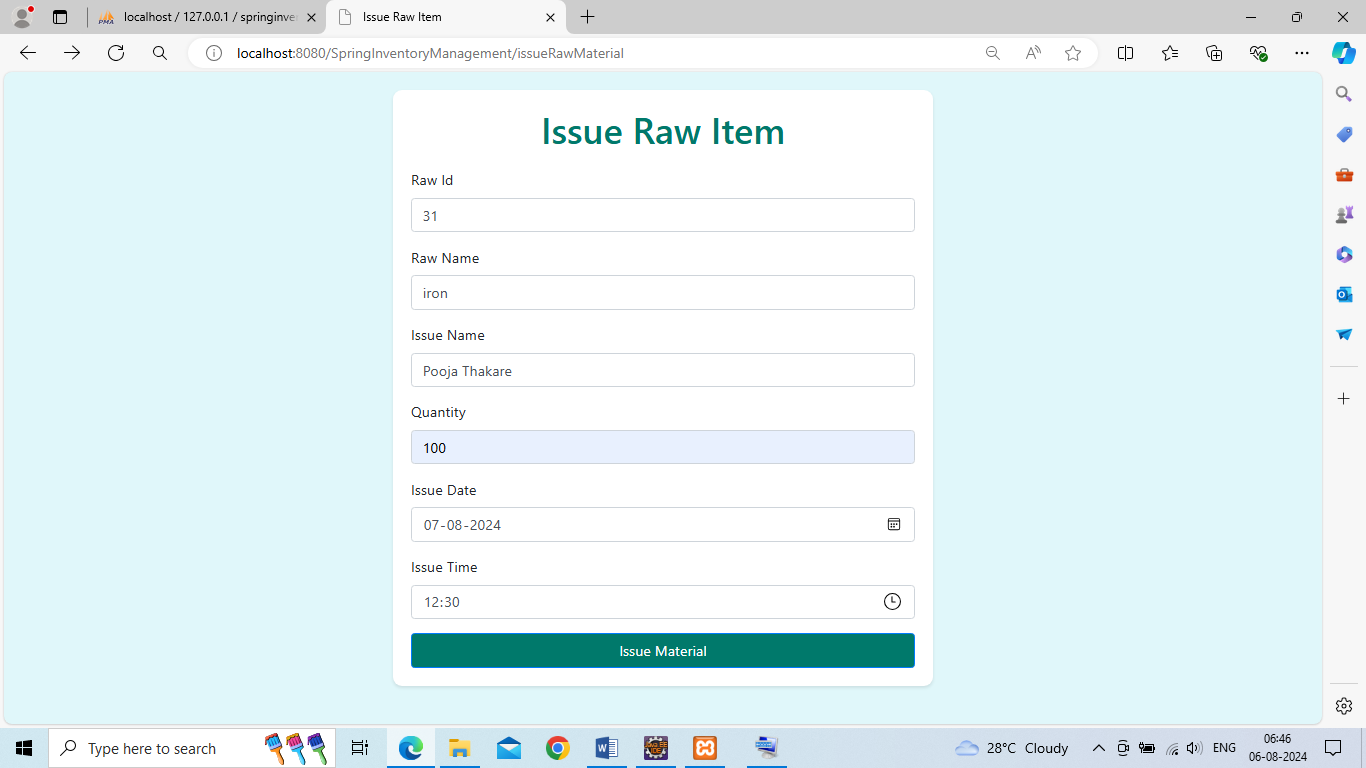 localhost / 127.0.0.1 / springinve
Issue Raw Item
localhost:8080/SpringInventoryManagement/issueRawMaterial
Issue Raw Item
Raw Id
31
Raw Name
iron
Issue Name
Pooja Thakare
Quantity
100
Issue Date
07-08-2024
Issue Time
12:30
Issue Material
Type here to search
28°C Cloudy
ENG
06:46
06-08-2024